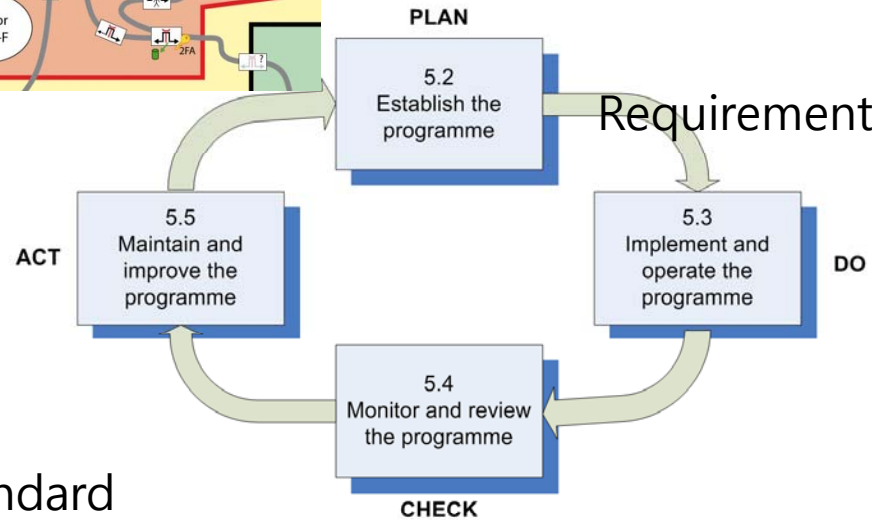 2FA
?
PLAN
5.2
Establish the
programme
Requirement
5.5
Maintain and
improve the
programme
ACT
5.3
Implement and
operate the
programme
DO
5.4
Monitor and review
the programme
CHECK